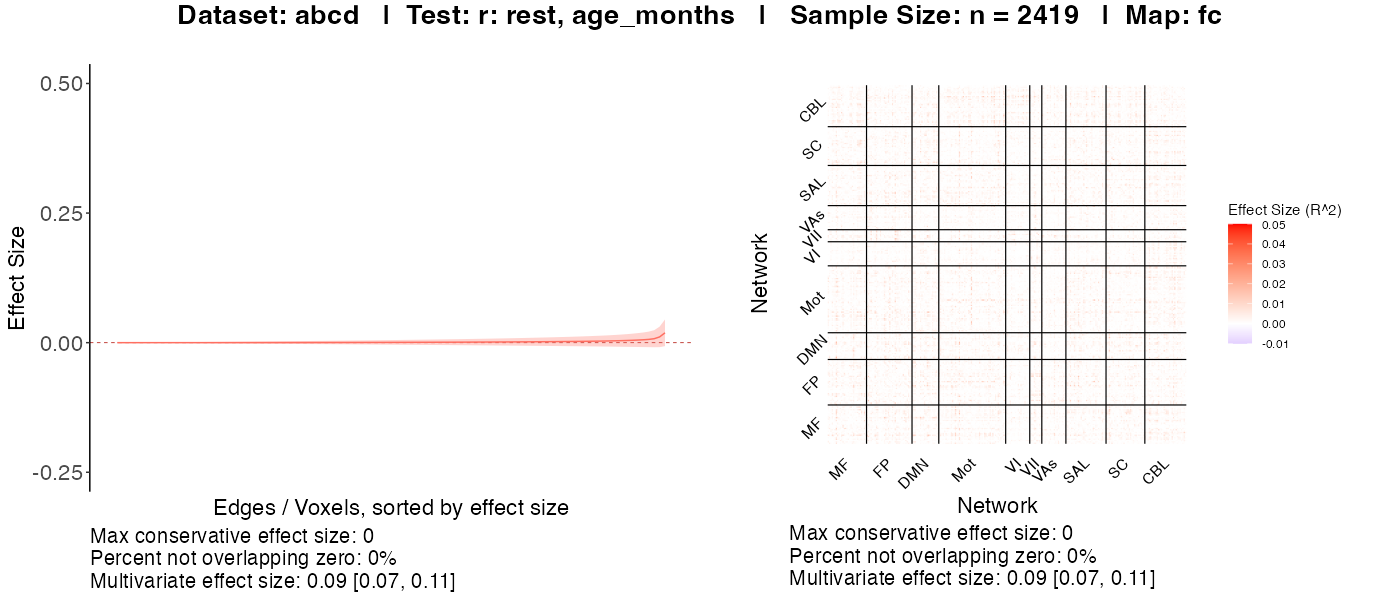 Dataset: abcd | Test: r: rest, age_months | Sample Size: n = 2419 | Map: fc
0.50
0.25
0.00
-0.25
Effect Size
Edges / Voxels, sorted by effect size
Max conservative effect size: 0
Percent not overlapping zero: 0%
Multivariate effect size: 0.09 [0.07, 0.11]
Network
CBL
SC
SAL
VAs
VII
VI
Mot
DMN
FP
MF
MF
FP
DMN
Mot
VI
VII
VAs
SAL
SC
CBL
Network
Max conservative effect size: 0
Percent not overlapping zero: 0%
Multivariate effect size: 0.09 [0.07, 0.11]
Effect Size (R^2)
0.05
0.04
0.03
0.02
0.01
0.00
-0.01